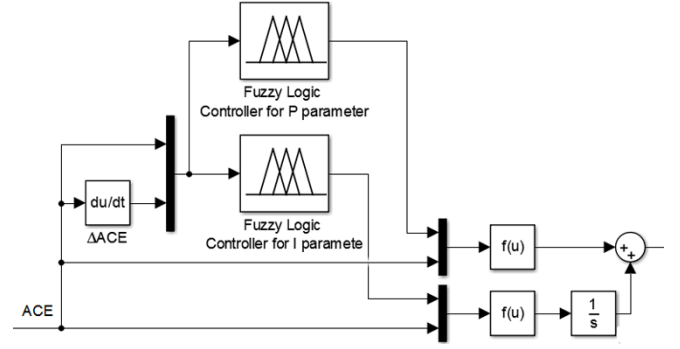 Fuzzy Logic
Controller for P parameter
du/dt
ΔACE
Fuzzy Logic
Controller for I paramete
f(u)
+
+
ACE
f(u)
1
s